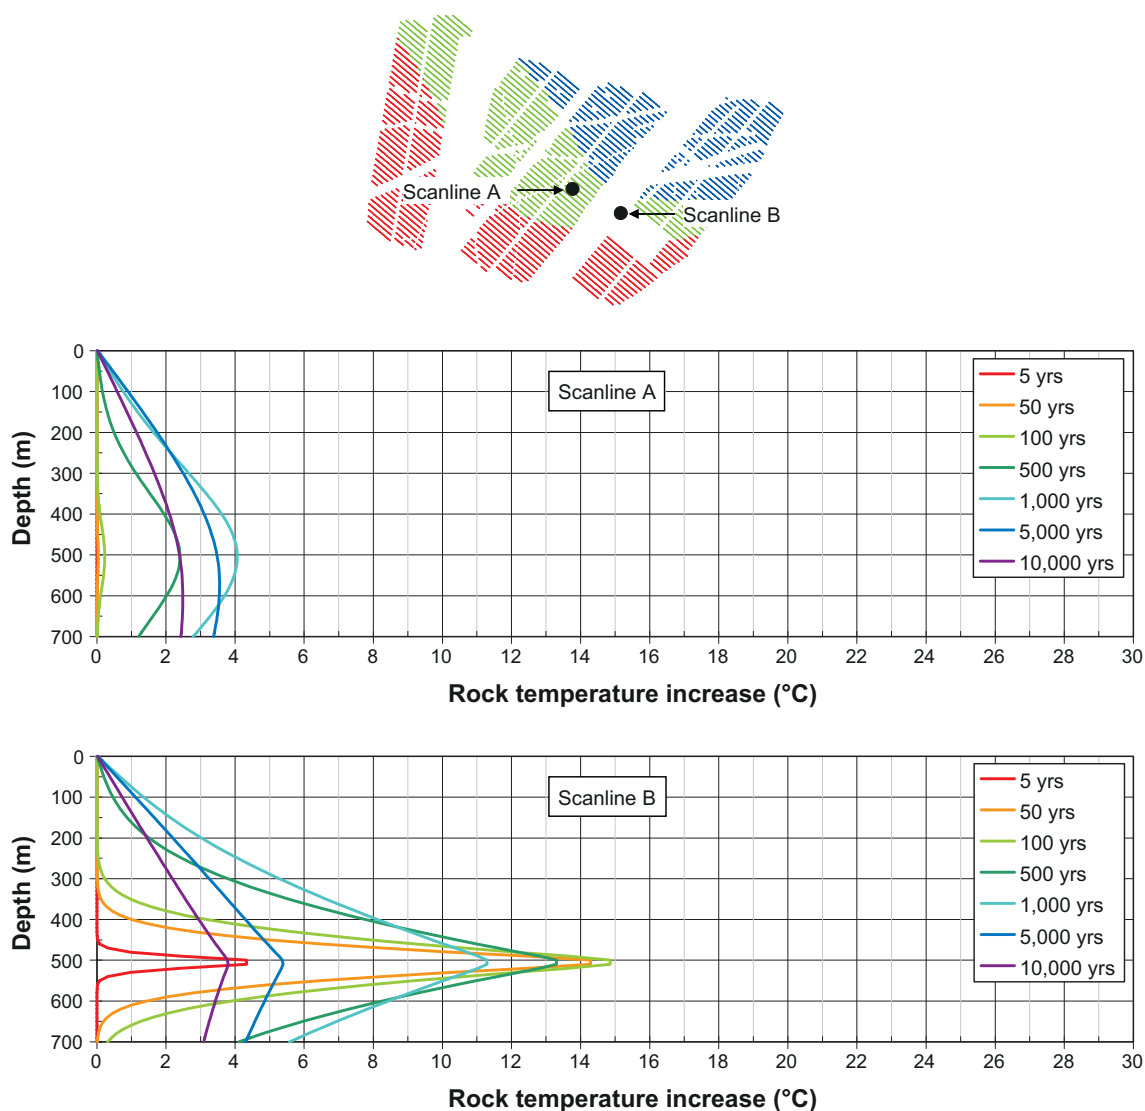 Scanline A
Scanline B
0
100
200
300
400
500
600
700
Depth (m)
Scanline A
5 yrs
50 yrs
100 yrs
500 yrs
1,000 yrs
5,000 yrs
10,000 yrs
0 2 4 6 8 10 12 14 16 18 20 22 24 26 28 30
Rock temperature increase (°C)
0
100
200
300
400
500
600
700
Depth (m)
Scanline B
5 yrs
50 yrs
100 yrs
500 yrs
1,000 yrs
5,000 yrs
10,000 yrs
0 2 4 6 8 10 12 14 16 18 20 22 24 26 28 30
Rock temperature increase (°C)